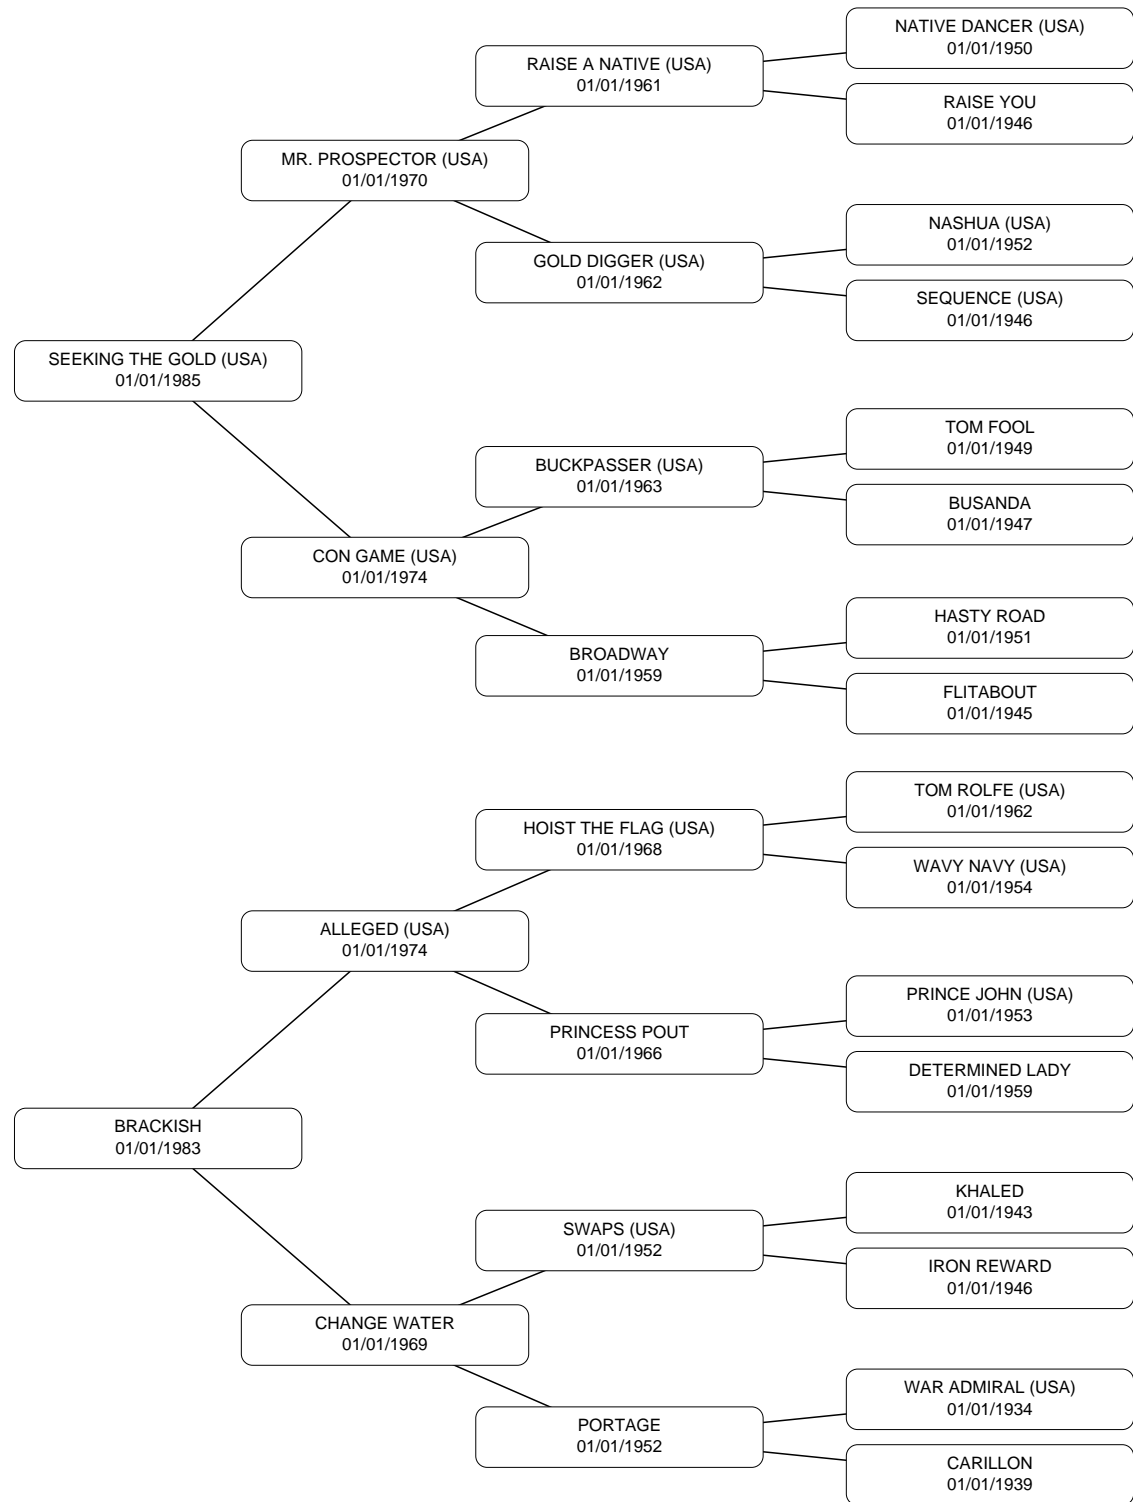 NATIVE DANCER (USA)
01/01/1950
RAISE A NATIVE (USA)
01/01/1961
RAISE YOU
01/01/1946
MR. PROSPECTOR (USA)
01/01/1970
NASHUA (USA)
01/01/1952
GOLD DIGGER (USA)
01/01/1962
SEQUENCE (USA)
01/01/1946
SEEKING THE GOLD (USA)
01/01/1985
TOM FOOL
01/01/1949
BUCKPASSER (USA)
01/01/1963
BUSANDA
01/01/1947
CON GAME (USA)
01/01/1974
HASTY ROAD
01/01/1951
BROADWAY
01/01/1959
FLITABOUT
01/01/1945
TOM ROLFE (USA)
01/01/1962
HOIST THE FLAG (USA)
01/01/1968
WAVY NAVY (USA)
01/01/1954
ALLEGED (USA)
01/01/1974
PRINCE JOHN (USA)
01/01/1953
PRINCESS POUT
01/01/1966
DETERMINED LADY
01/01/1959
BRACKISH
01/01/1983
KHALED
01/01/1943
SWAPS (USA)
01/01/1952
IRON REWARD
01/01/1946
CHANGE WATER
01/01/1969
WAR ADMIRAL (USA)
01/01/1934
PORTAGE
01/01/1952
CARILLON
01/01/1939